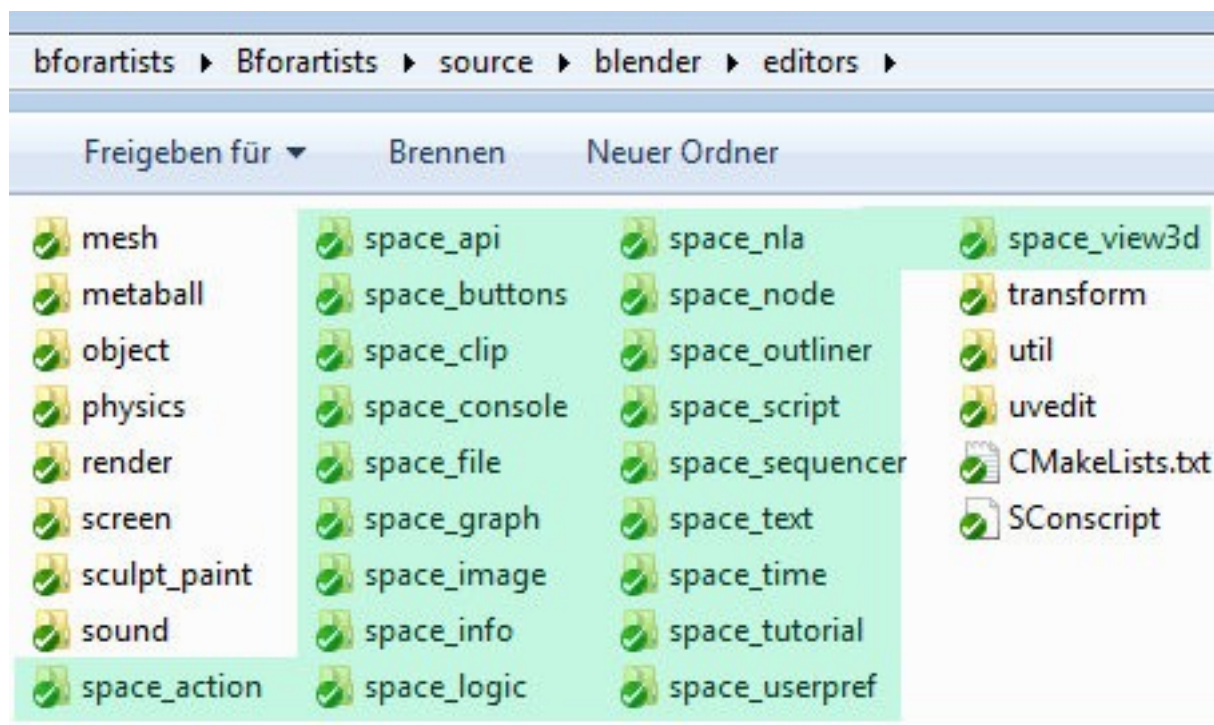 bforartists ▸ Bforartists ▸ source ▸ blender ▸ editors ▸
Freigeben für ▾ Brennen Neuer Ordner
mesh space_api space_nla space_view3d
metaball space_buttons space_node transform
object space_clip space_outliner util
physics space_console space_script uvedit
render space_file space_sequencer CMakeLists.txt
screen space_graph space_text SConscript
sculpt_paint space_image space_time
sound space_info space_tutorial
space_action space_logic space_userpref